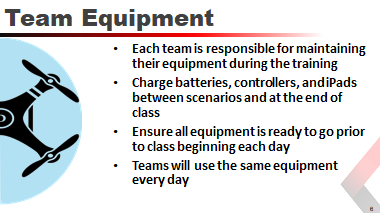 Team Equipment
• Each team is responsible for maintaining
their equipment during the training
• Charge batteries, controllers, and iPads
between scenarios and at the end of
class
• Ensure all equipment is ready to go prior
to class beginning each day
• Teams will use the same equipment
every day
6